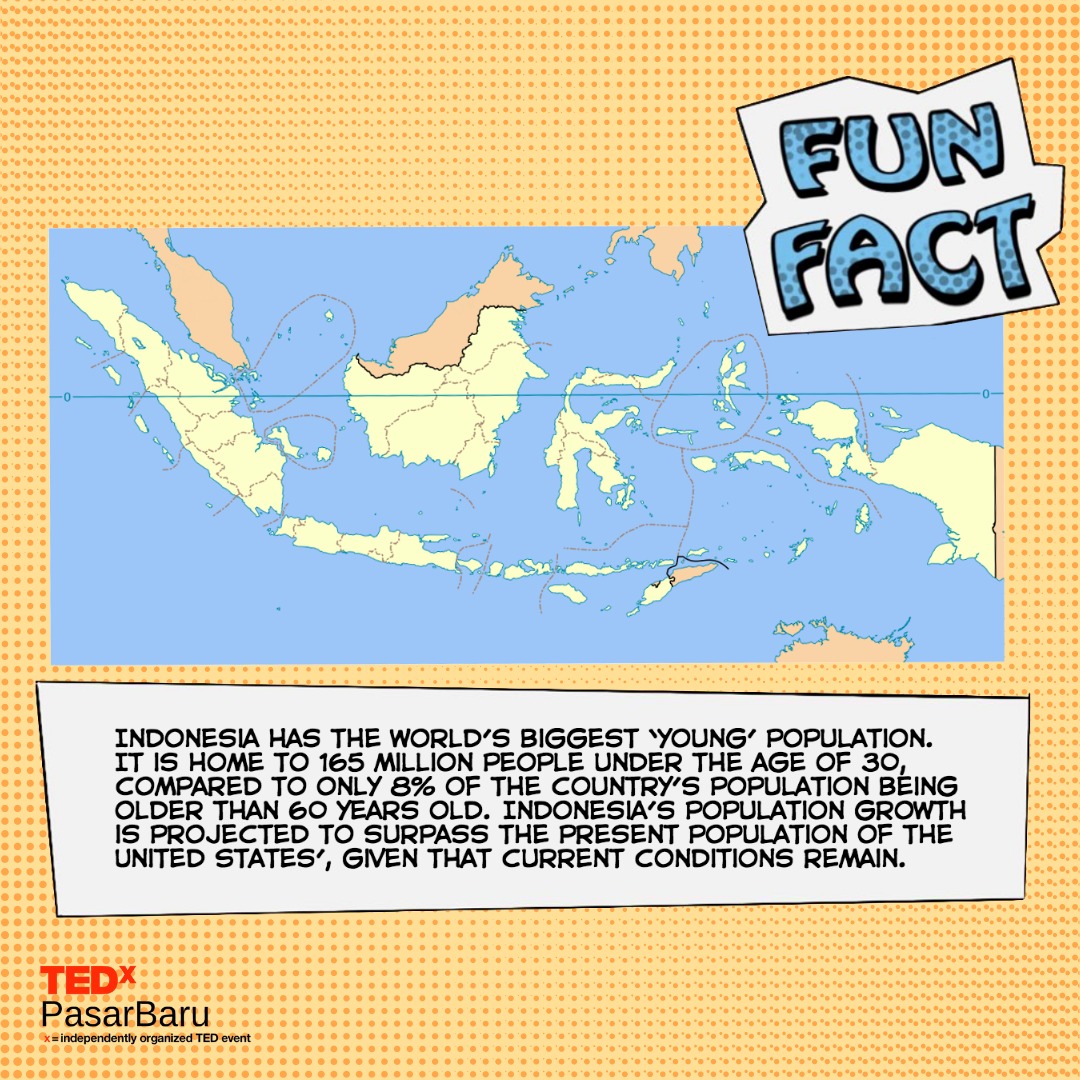 FUN
FACT
0
0
INDONESIA HAS THE WORLD'S BIGGEST 'YOUNG' POPULATION.
IT IS HOME TO 165 MILLION PEOPLE UNDER THE AGE OF 30,
COMPARED TO ONLY 8% OF THE COUNTRY'S POPULATION BEING
OLDER THAN 60 YEARS OLD. INDONESIA'S POPULATION GROWTH
IS PROJECTED TO SURPASS THE PRESENT POPULATION OF THE
UNITED STATES', GIVEN THAT CURRENT CONDITIONS REMAIN.
TEDx
PasarBaru
x = independently organized TED event